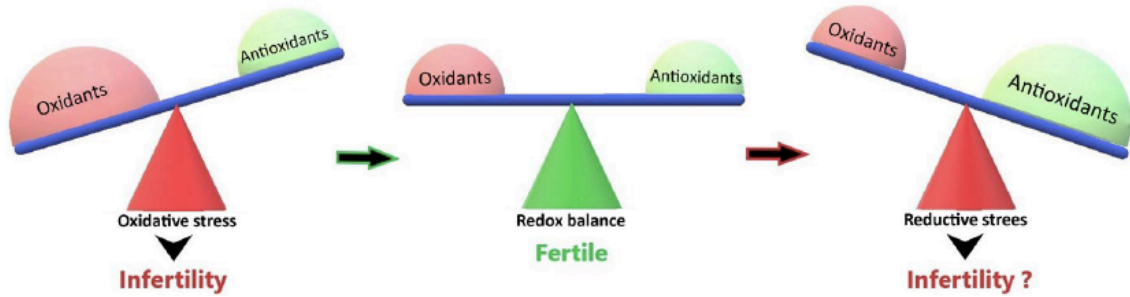 Oxidants
Antioxidants
Oxidative stress
Infertility
Oxidants
Antioxidants
Redox balance
Fertile
Oxidants
Antioxidants
Reductive strees
Infertility ?